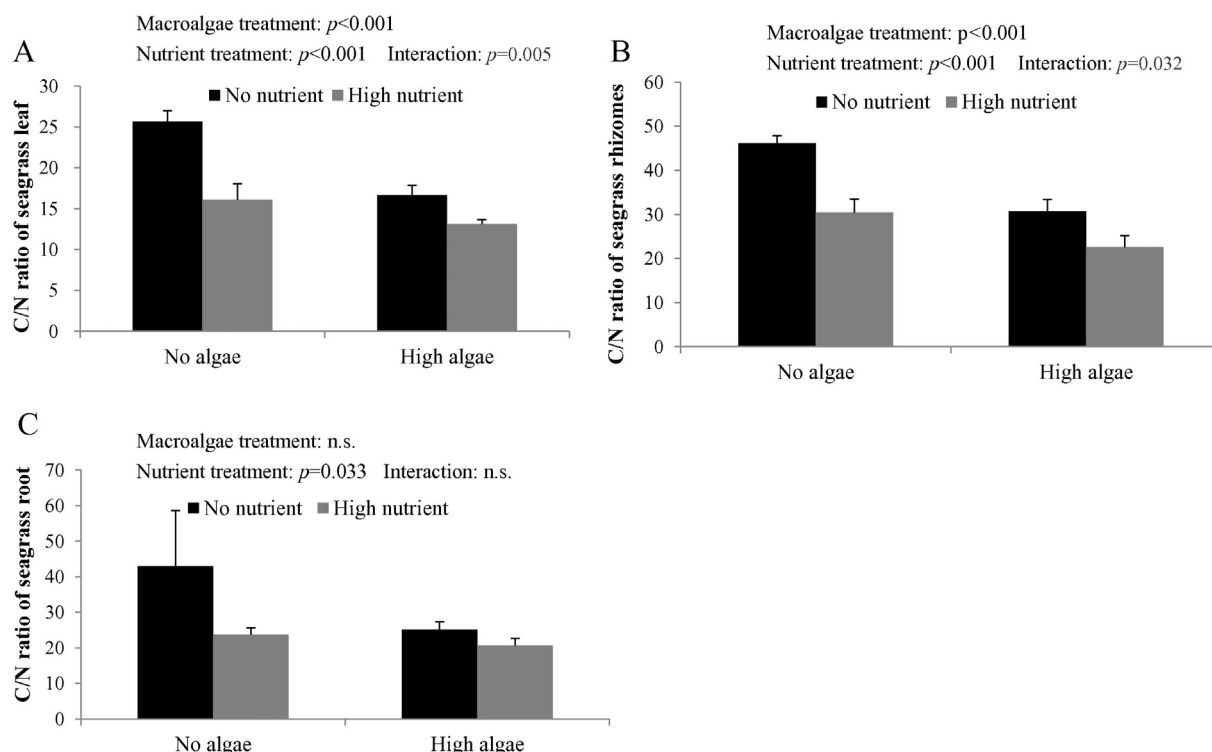 Macroalgae treatment: p<0.001
A
Nutrient treatment: p<0.001 Interaction: p=0.005
No nutrient High nutrient
C/N ratio of seagrass leaf
30
25
20
15
10
5
0
No algae High algae
Macroalgae treatment: p<0.001
B
Nutrient treatment: p<0.001 Interaction: p=0.032
No nutrient High nutrient
C/N ratio of seagrass rhizomes
60
50
40
30
20
10
0
No algae High algae
C
Macroalgae treatment: n.s.
Nutrient treatment: p=0.033 Interaction: n.s.
No nutrient High nutrient
C/N ratio of seagrass root
70
60
50
40
30
20
10
0
No algae High algae